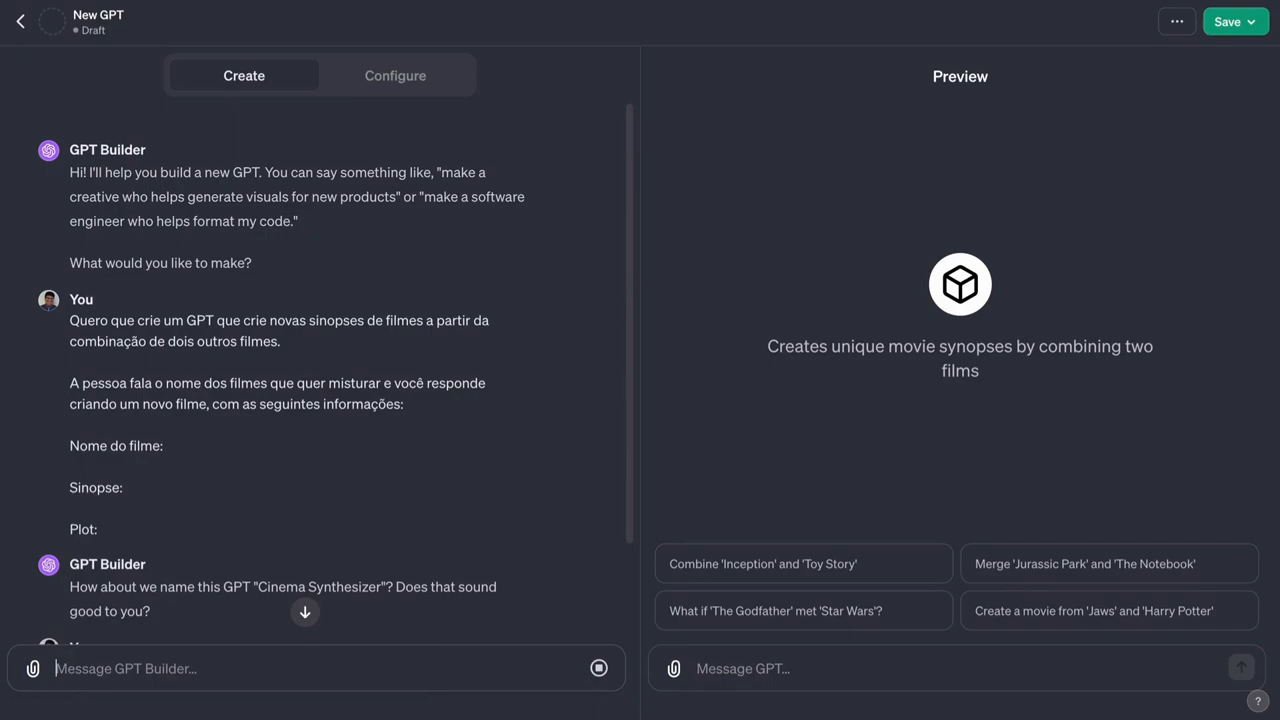 New GPT
Draft
...
Save
Create
Configure
Preview
GPT Builder
Hi! I'll help you build a new GPT. You can say something like, "make a
creative who helps generate visuals for new products" or "make a software
engineer who helps format my code."
What would you like to make?
You
Quero que crie um GPT que crie novas sinopses de filmes a partir da
combinação de dois outros filmes.
A pessoa fala o nome dos filmes que quer misturar e você responde
criando um novo filme, com as seguintes informações:
Nome do filme:
Sinopse:
Plot:
GPT Builder
How about we name this GPT "Cinema Synthesizer"? Does that sound
good to you?
Message GPT Builder...
Creates unique movie synopses by combining two
films
Combine 'Inception' and 'Toy Story'
Merge 'Jurassic Park' and 'The Notebook'
What if 'The Godfather' met 'Star Wars'?
Create a movie from 'Jaws' and 'Harry Potter'
Message GPT...
?